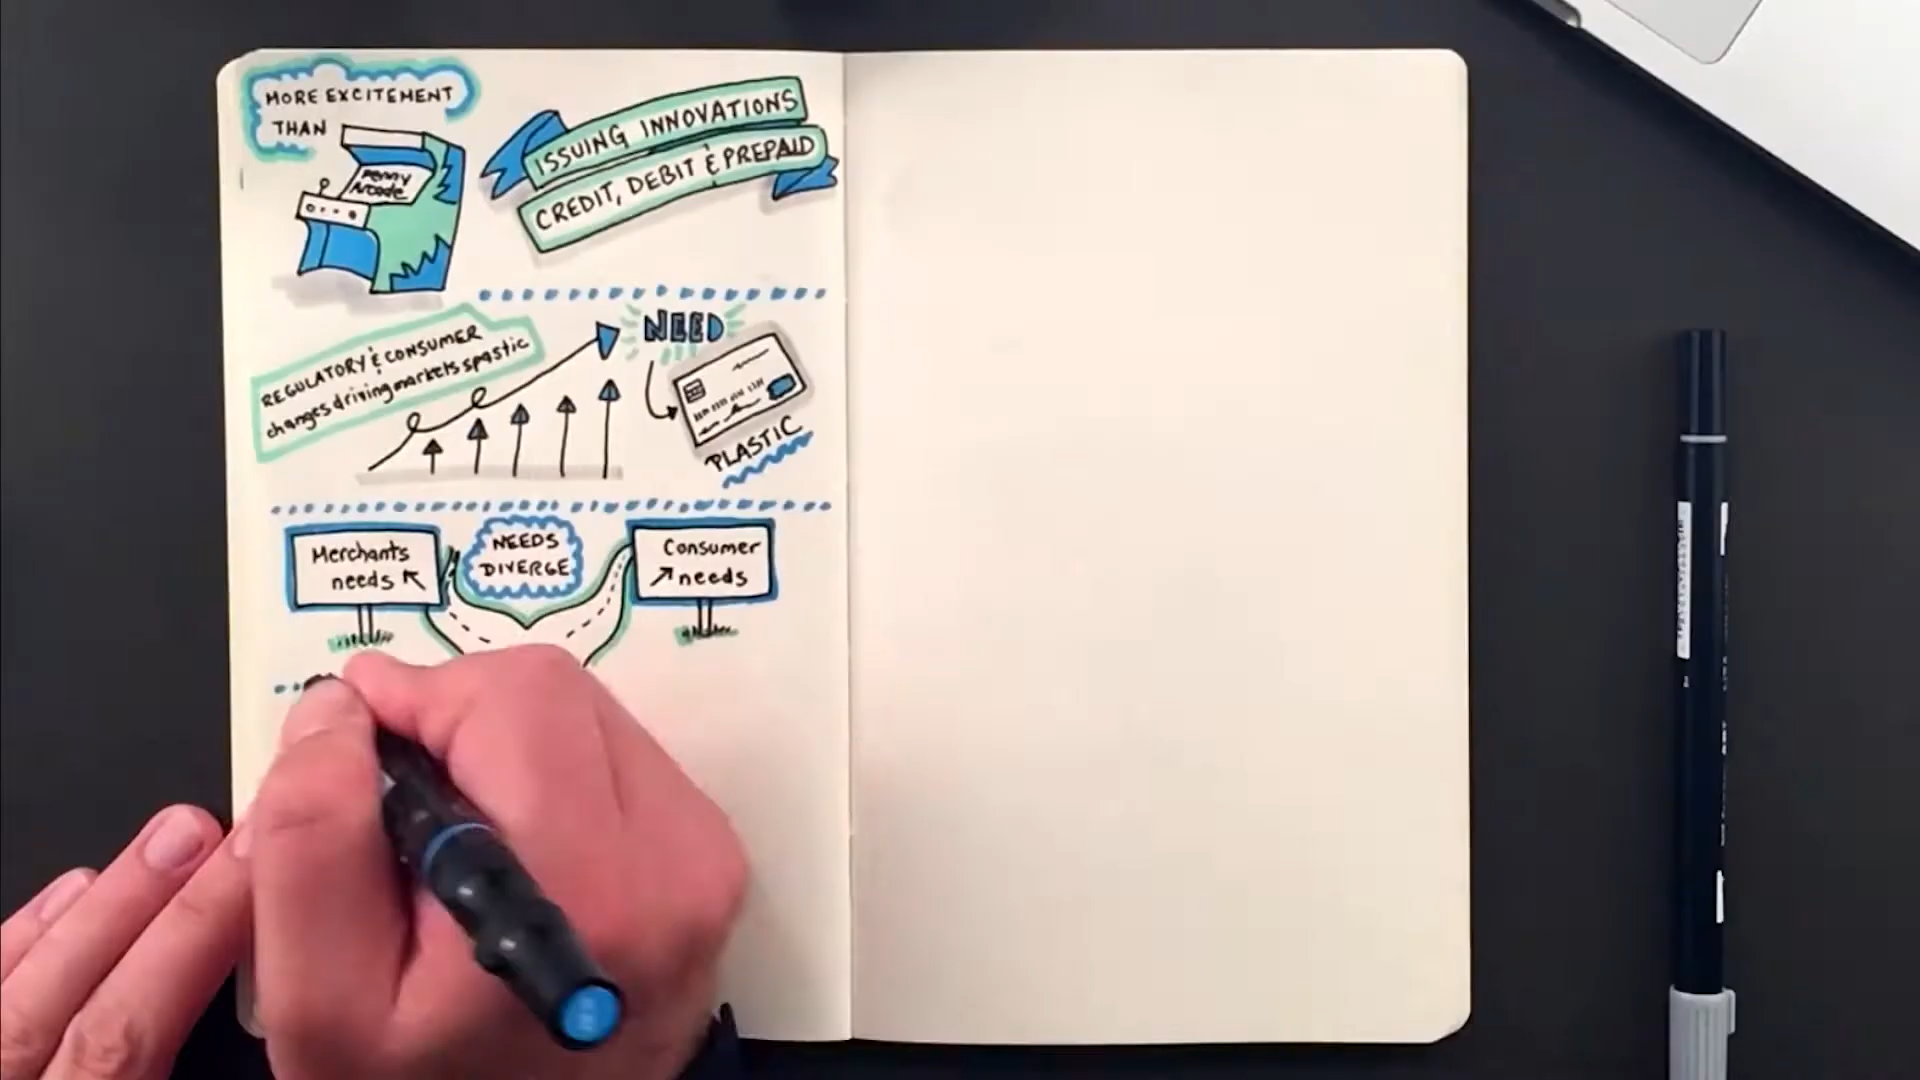 MORE EXCITEMENT
THAN
Penny
Arcade
ISSUING INNOVATIONS
CREDIT, DEBIT & PREPAID
REGULATORY & CONSUMER
changes driving markets spastic
NEED
PLASTIC
Merchants
needs
NEEDS
DIVERGE
Consumer
needs